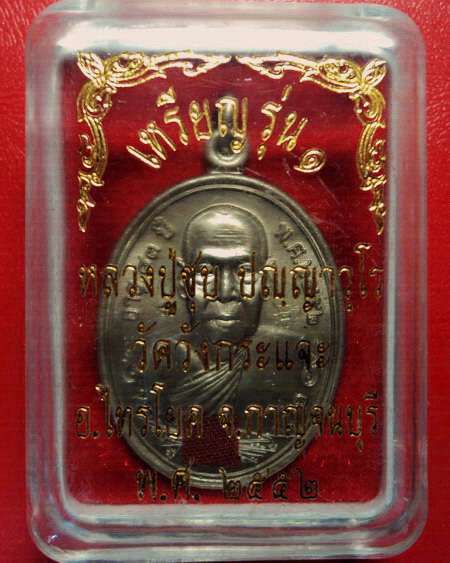 เหรียญรุ่น ๑
หลวงปู่ชุบ ปญฺญาวุโธ
วัดวังกระแจะ
อ.ไทรโยค จ.กาญจนบุรี
พ.ศ. ๒๕๕๒